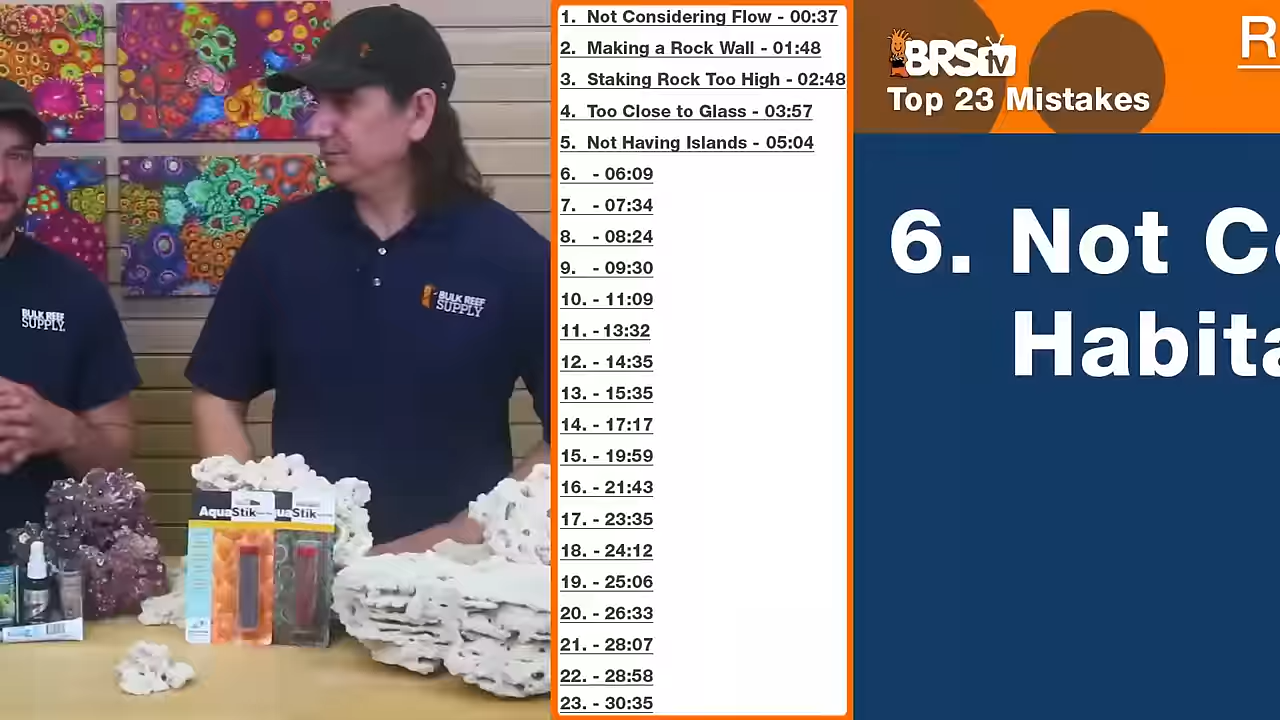 BULK REEF
SUPPLY
BULK REEF
SUPPLY
AquaStik
uaStik
1. Not Considering Flow - 00:37
2. Making a Rock Wall - 01:48
3. Staking Rock Too High - 02:48
4. Too Close to Glass - 03:57
5. Not Having Islands - 05:04
6. - 06:09
7. - 07:34
8. - 08:24
9. - 09:30
10. - 11:09
11. - 13:32
12. - 14:35
13. - 15:35
14. - 17:17
15. - 19:59
16. - 21:43
17. - 23:35
18. - 24:12
19. - 25:06
20. - 26:33
21. - 28:07
22. - 28:58
23. - 30:35
BRStv
R
Top 23 Mistakes
6. Not C
Habita